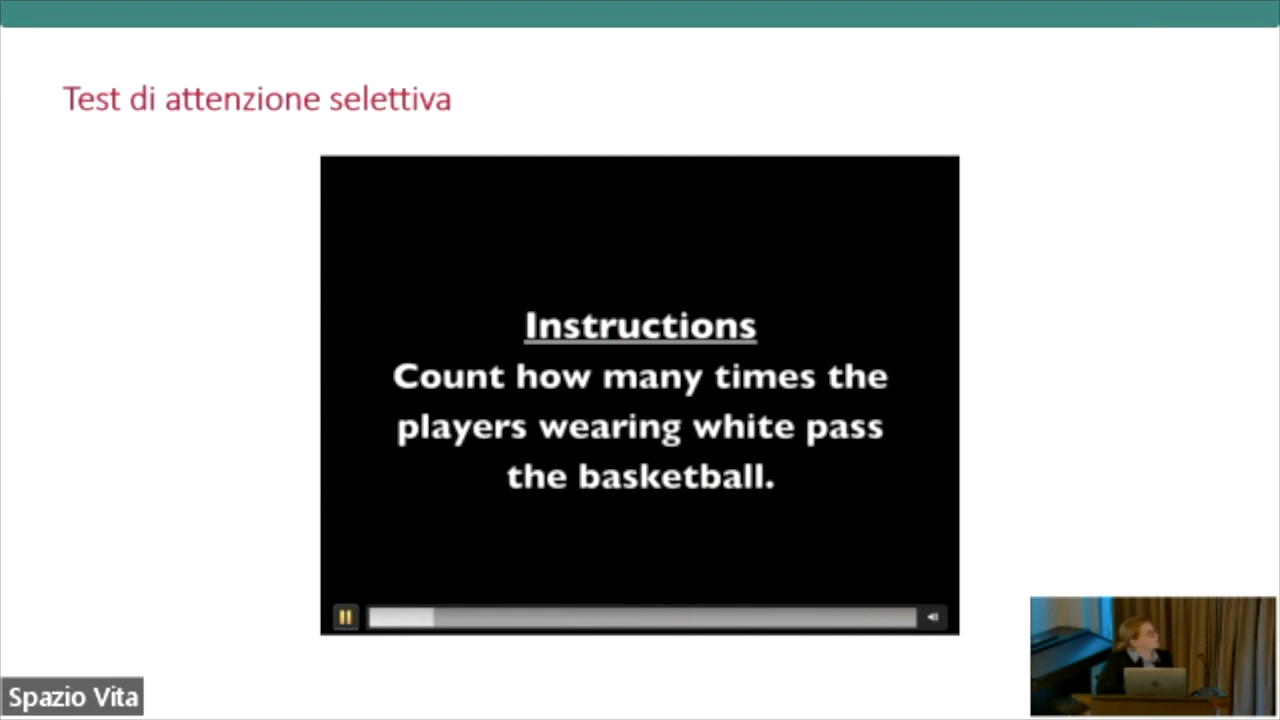 Test di attenzione selettiva
Instructions
Count how many times the
players wearing white pass
the basketball.
Spazio Vita